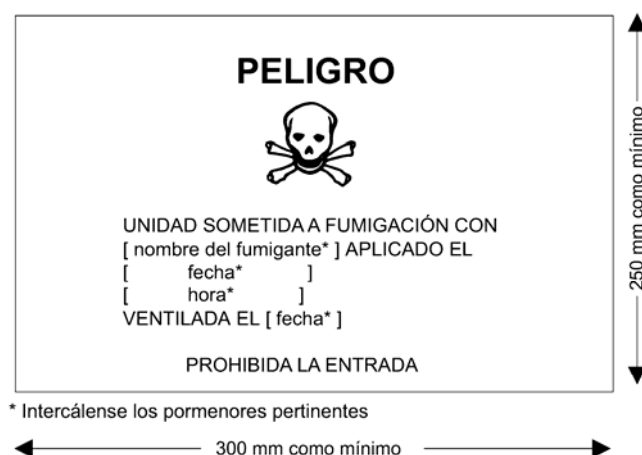 PELIGRO
UNIDAD SOMETIDA A FUMIGACIÓN CON
[ nombre del fumigante* ] APLICADO EL
[ fecha* ]
[ hora* ]
VENTILADA EL [ fecha* ]
PROHIBIDA LA ENTRADA
250 mm como mínimo
* Intercálense los pormenores pertinentes
300 mm como mínimo